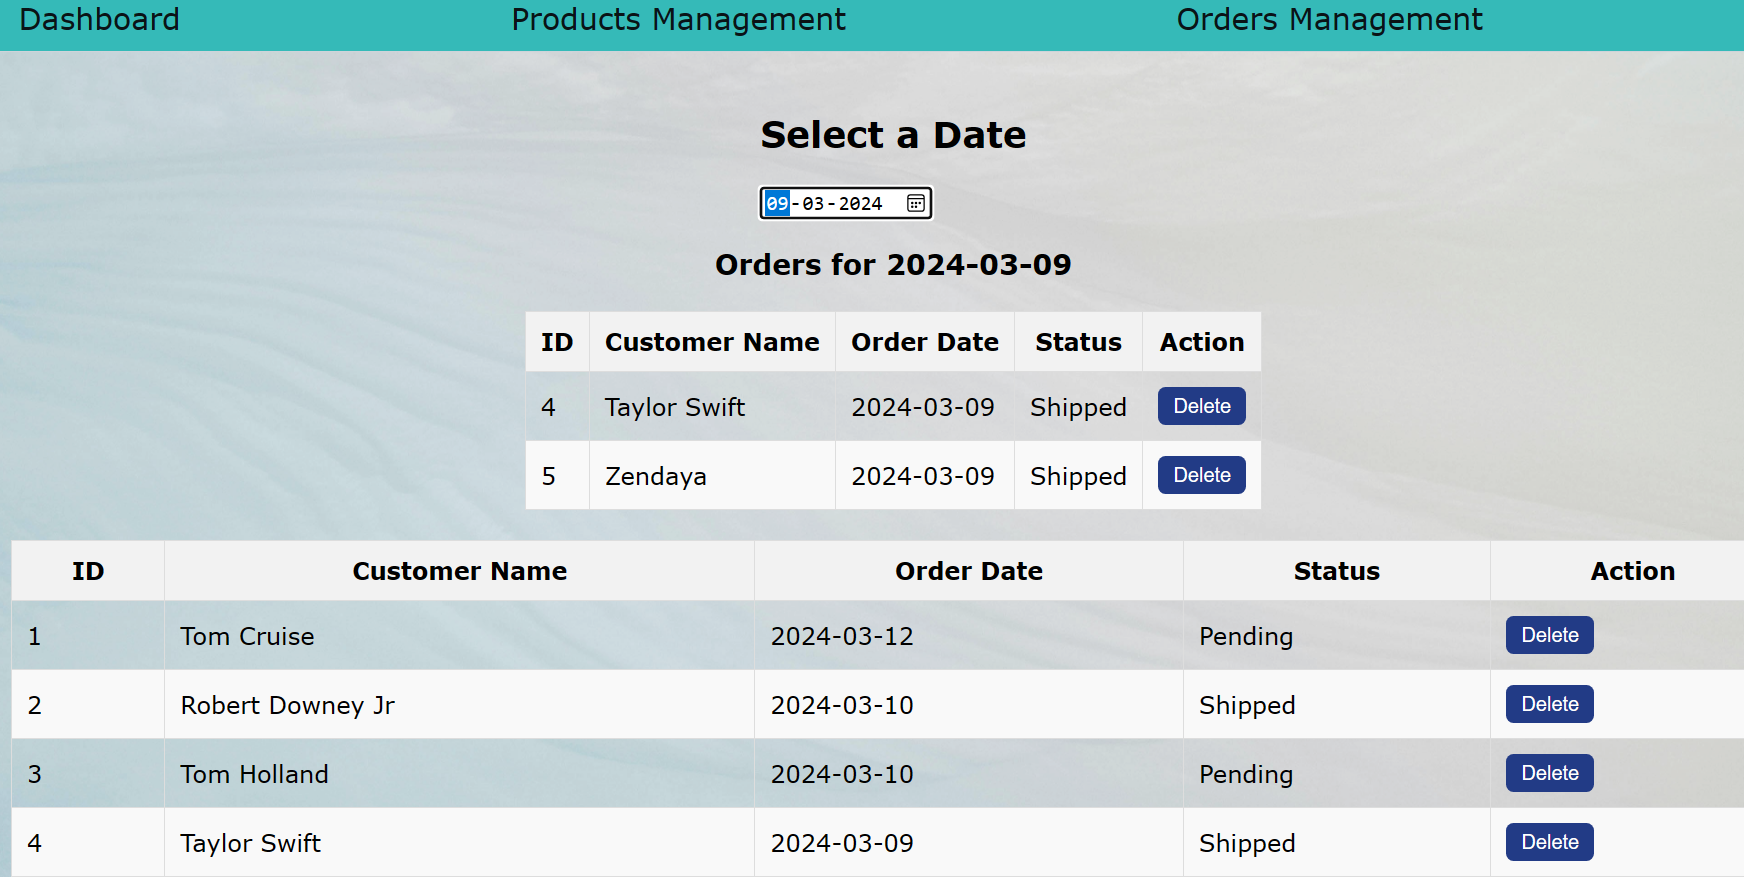 Dashboard Products Management Orders Management
Select a Date
09-03-2024
Orders for 2024-03-09
ID Customer Name Order Date Status Action
4 Taylor Swift 2024-03-09 Shipped Delete
5 Zendaya 2024-03-09 Shipped Delete
ID Customer Name Order Date Status Action
1 Tom Cruise 2024-03-12 Pending Delete
2 Robert Downey Jr 2024-03-10 Shipped Delete
3 Tom Holland 2024-03-10 Pending Delete
4 Taylor Swift 2024-03-09 Shipped Delete